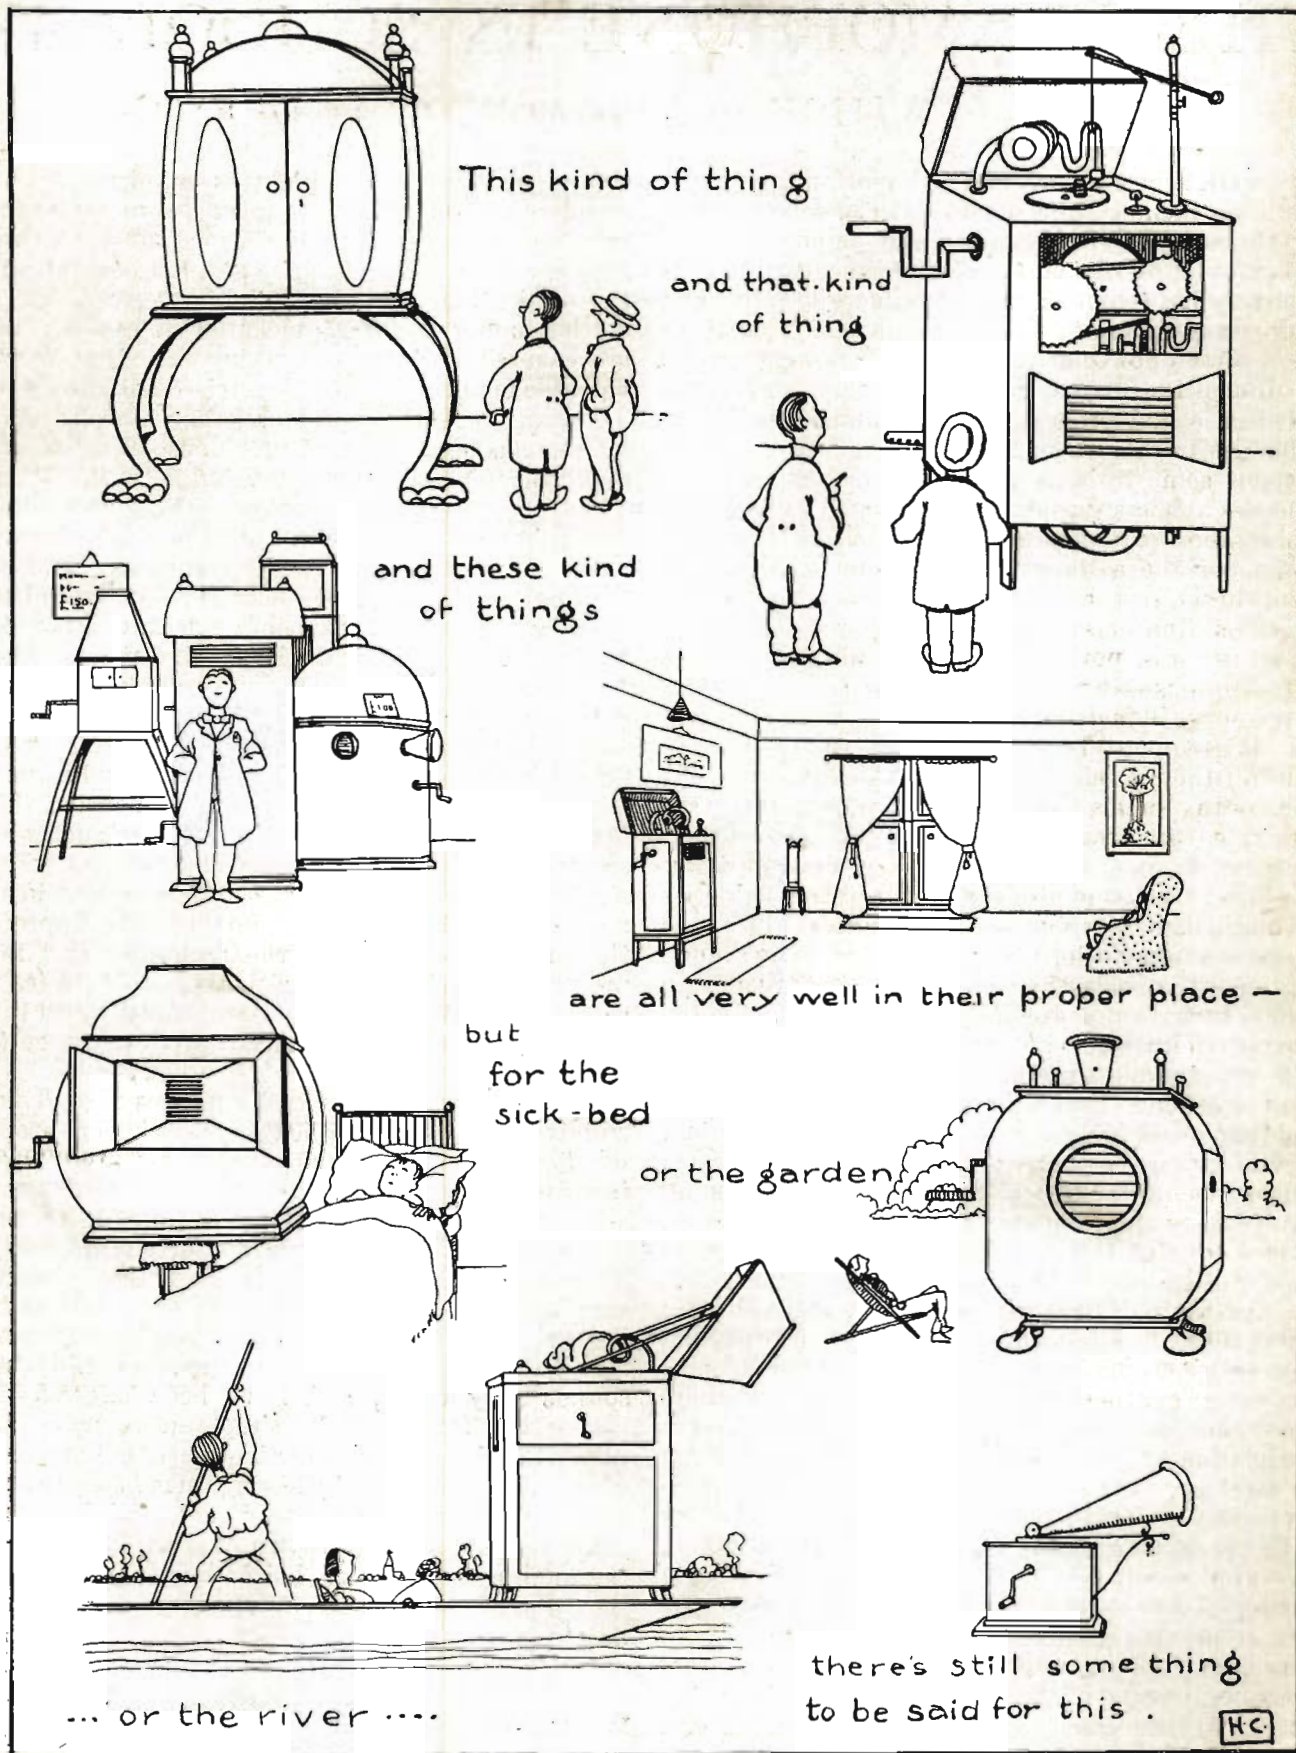 This kind of thing
and that kind
of thing
and these kind
of things
£150
£100
are all very well in their proper place —
but
for the
sick-bed
or the garden
... or the river ....
there's still something
to be said for this .
H.C.